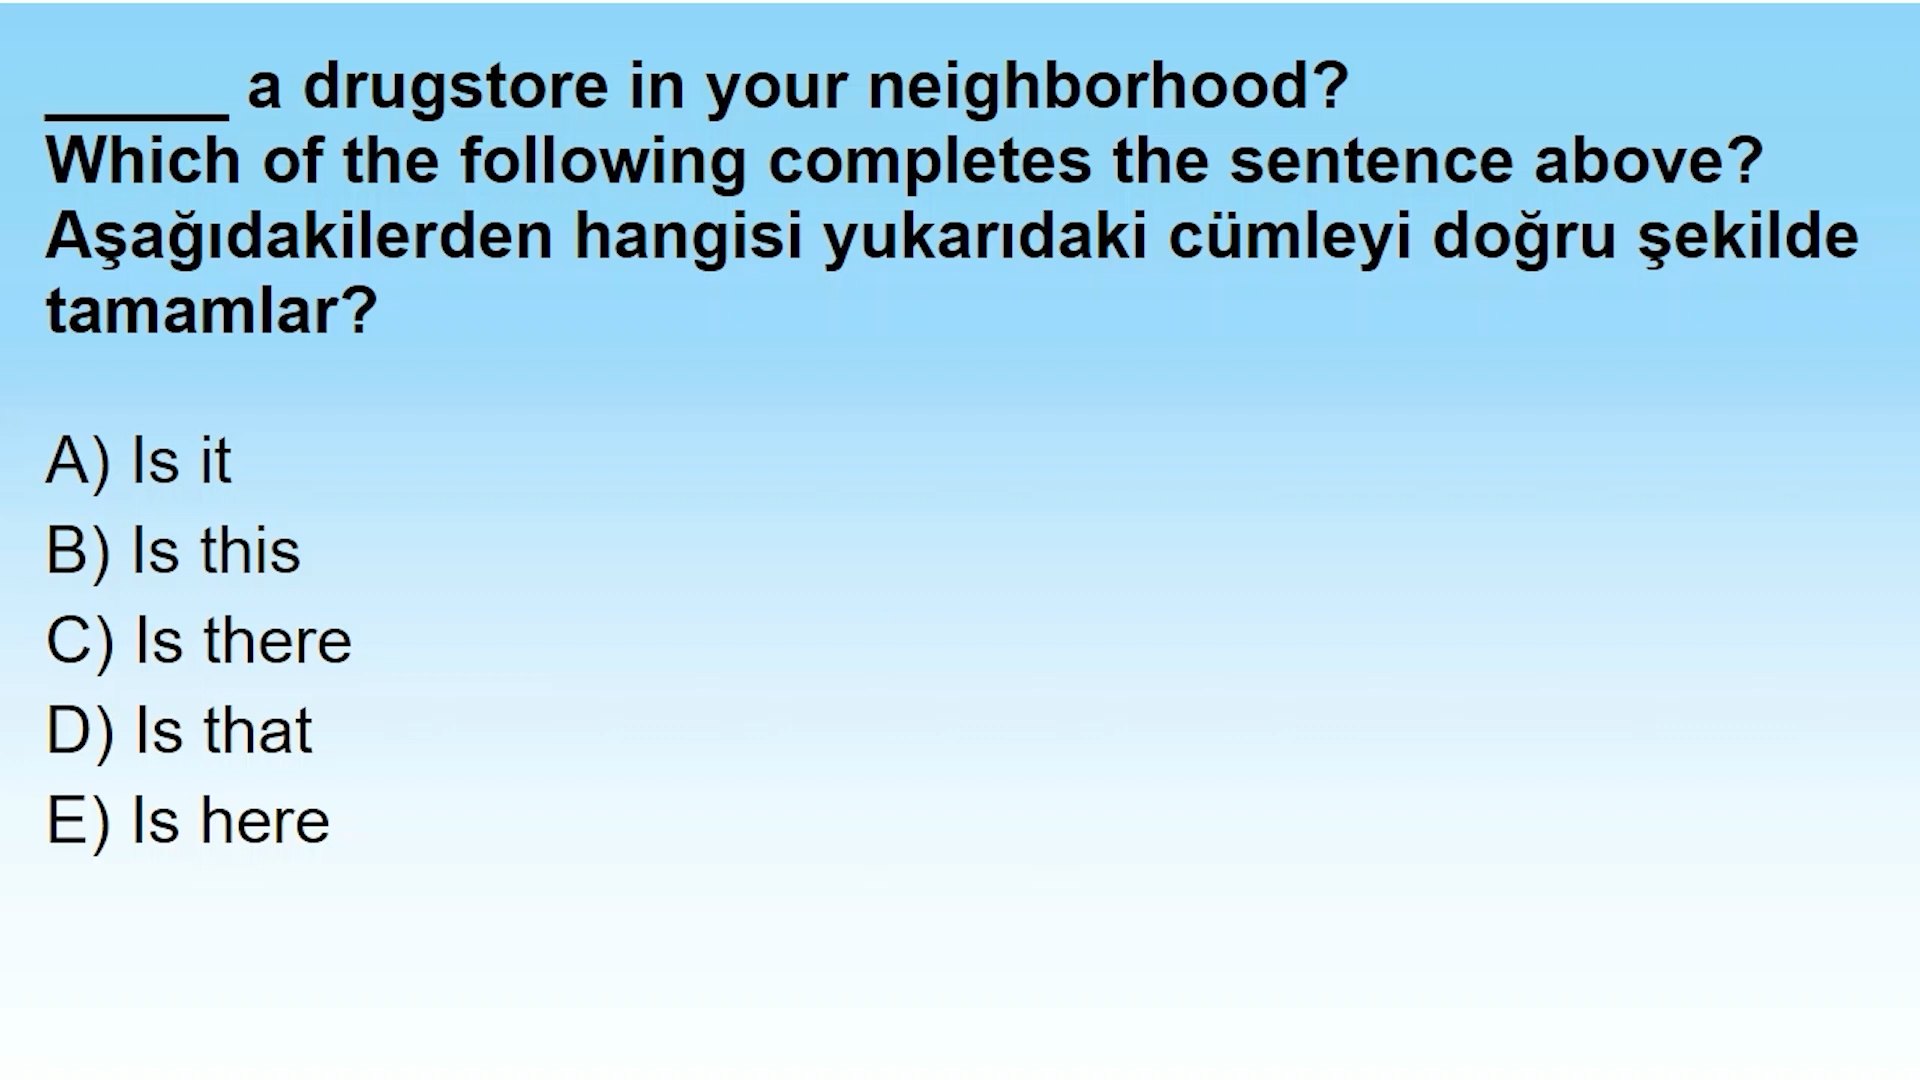 _____ a drugstore in your neighborhood?
Which of the following completes the sentence above?
Aşağıdakilerden hangisi yukarıdaki cümleyi doğru şekilde
tamamlar?
A) Is it
B) Is this
C) Is there
D) Is that
E) Is here